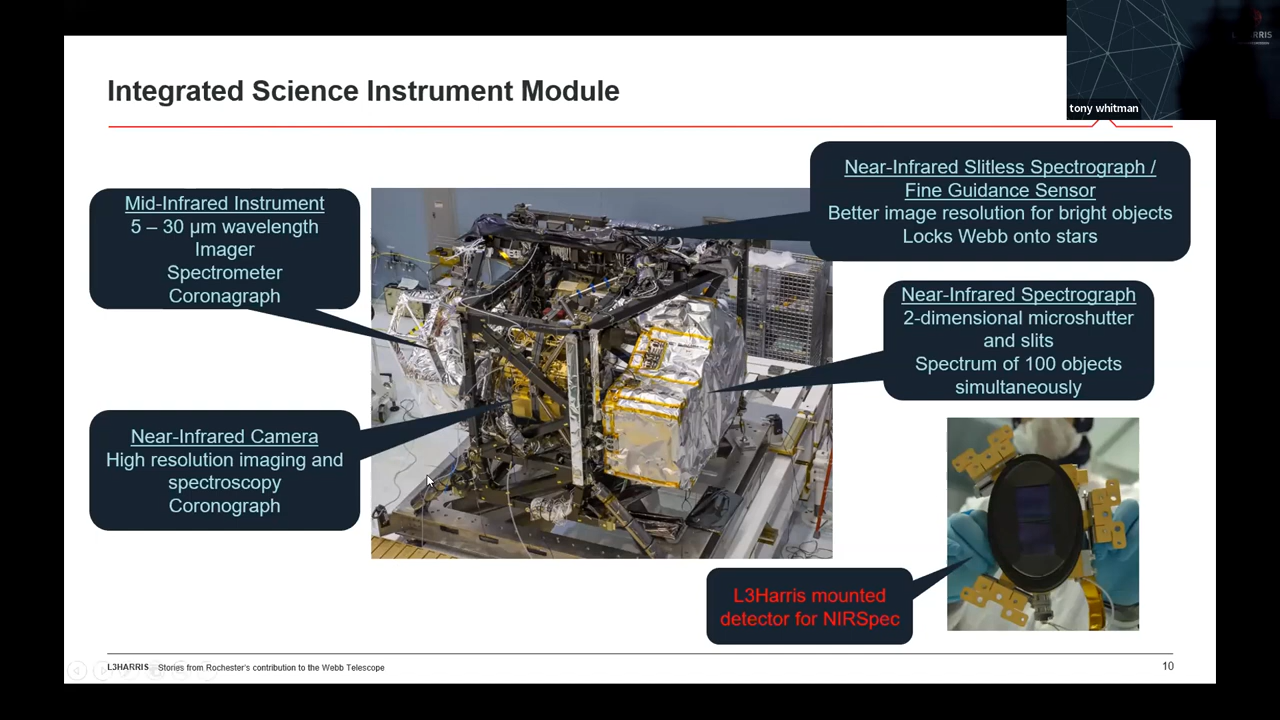 Integrated Science Instrument Module
L HARRIS
tony whitman
Mid-Infrared Instrument
5 – 30 µm wavelength
Imager
Spectrometer
Coronagraph
Near-Infrared Slitless Spectrograph /
Fine Guidance Sensor
Better image resolution for bright objects
Locks Webb onto stars
Near-Infrared Spectrograph
2-dimensional microshutter
and slits
Spectrum of 100 objects
simultaneously
Near-Infrared Camera
High resolution imaging and
spectroscopy
Coronograph
L3Harris mounted
detector for NIRSpec
L3HARRIS Stories from Rochester's contribution to the Webb Telescope
10